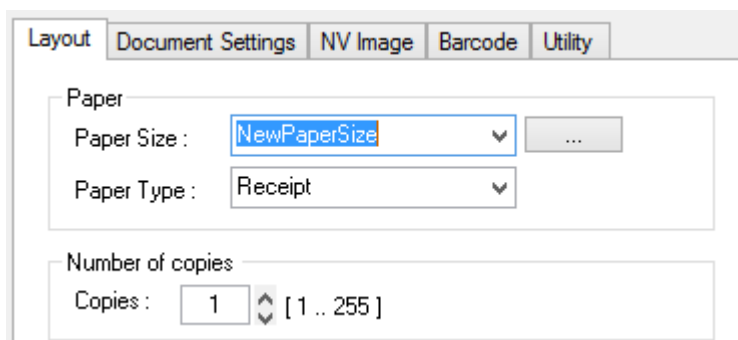 Layout Document Settings NV Image Barcode Utility
Paper
Paper Size : NewPaperSize ...
Paper Type : Receipt
Number of copies
Copies : 1 [ 1 .. 255 ]